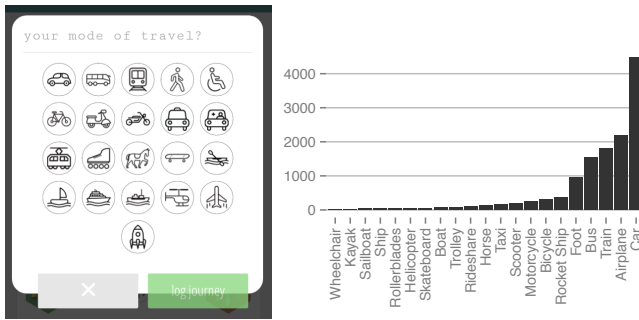 your mode of travel?
log journey
4000
3000
2000
1000
0
Wheelchair
Kayak
Sailboat
Ship
Rollerblades
Helicopter
Skateboard
Boat
Trolley
Rideshare
Horse
Taxi
Scooter
Motorcycle
Bicycle
Rocket Ship
Foot
Bus
Train
Airplane
Car